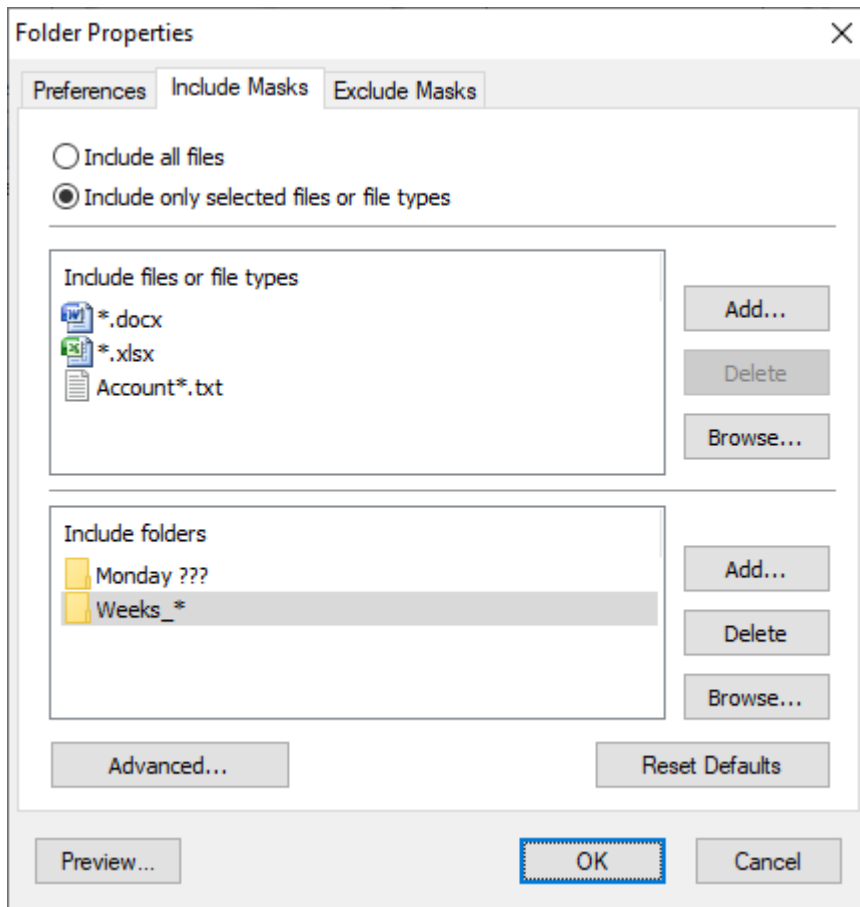 Folder Properties
Preferences Include Masks Exclude Masks
Include all files
Include only selected files or file types
Include files or file types
*.docx
*.xlsx
Account*.txt
Add...
Delete
Browse...
Include folders
Monday ???
Weeks_*
Add...
Delete
Browse...
Advanced... Reset Defaults
Preview... OK Cancel